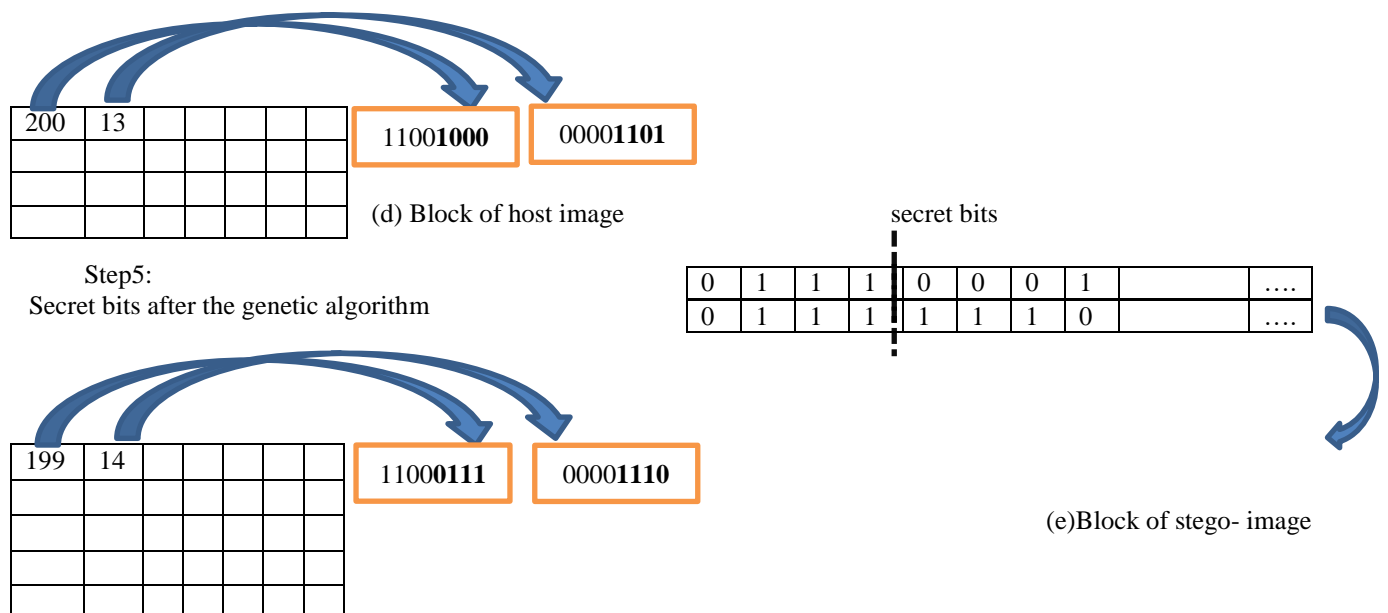 200 13
11001000
00001101
(d) Block of host image
secret bits
Step5:
Secret bits after the genetic algorithm
0 1 1 1 0 0 0 1 ….
0 1 1 1 1 1 1 0 ….
199 14
11000111
00001110
(e)Block of stego- image